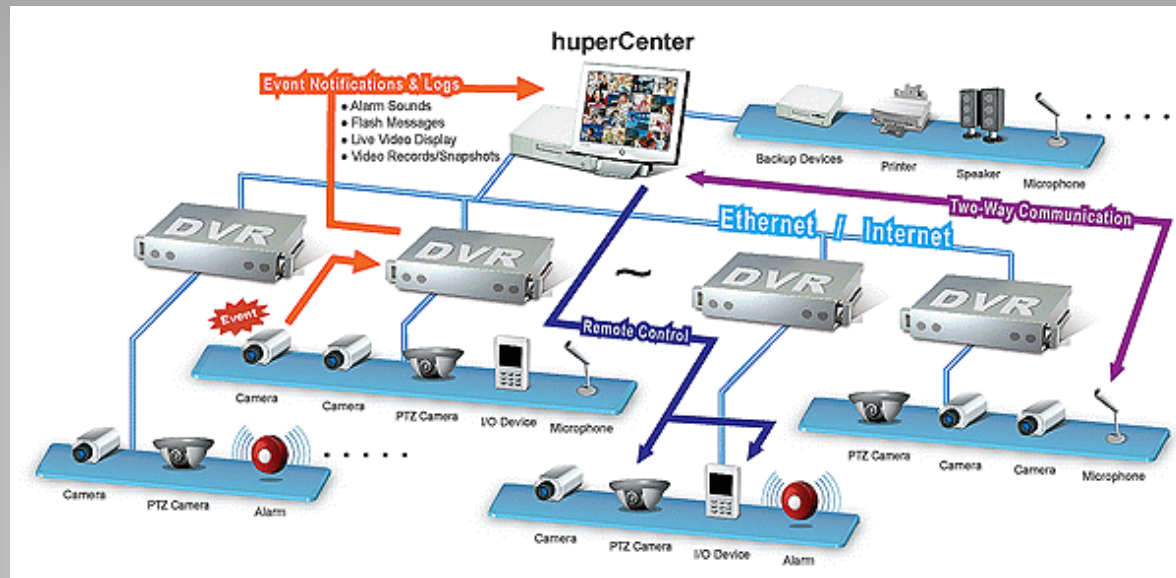 huperCenter
Event Notifications & Logs
• Alarm Sounds
• Flash Messages
• Live Video Display
• Video Records/Snapshots
Backup Devices
Printer
Speaker
Microphone
Two-Way Communication
Ethernet / Internet
DVR
DVR
DVR
DVR
Event
Remote Control
Camera
Camera
PTZ Camera
I/O Device
Microphone
PTZ Camera
Camera
Camera
Microphone
Camera
PTZ Camera
Alarm
Camera
PTZ Camera
I/O Device
Alarm